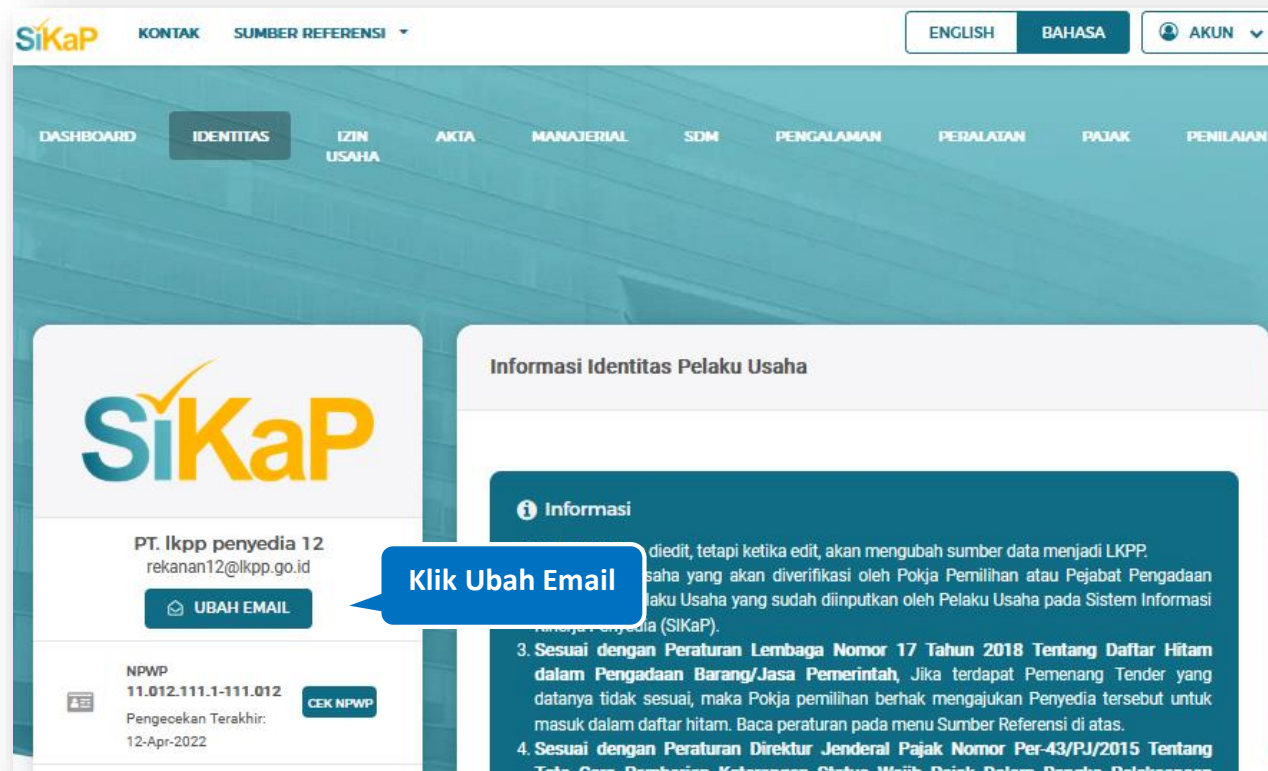 SiKaP KONTAK SUMBER REFERENSI ENGLISH BAHASA AKUN
DASHBOARD IDENTITAS IZIN USAHA AKTA MANAJERIAL SDM PENGALAMAN PERALATAN PAJAK PENILAIAN
SiKaP
PT. lkpp penyedia 12
rekanan12@lkpp.go.id
UBAH EMAIL
Klik Ubah Email
NPWP
11.012.111.1-111.012
CEK NPWP
Pengecekan Terakhir:
12-Apr-2022
Informasi Identitas Pelaku Usaha
Informasi
diedit, tetapi ketika edit, akan mengubah sumber data menjadi LKPP.
saha yang akan diverifikasi oleh Pokja Pemilihan atau Pejabat Pengadaan
laku Usaha yang sudah diinputkan oleh Pelaku Usaha pada Sistem Informasi
(SIKaP).
3. Sesuai dengan Peraturan Lembaga Nomor 17 Tahun 2018 Tentang Daftar Hitam
dalam Pengadaan Barang/Jasa Pemerintah, Jika terdapat Pemenang Tender yang
datanya tidak sesuai, maka Pokja pemilihan berhak mengajukan Penyedia tersebut untuk
masuk dalam daftar hitam. Baca peraturan pada menu Sumber Referensi di atas.
4. Sesuai dengan Peraturan Direktur Jenderal Pajak Nomor Per-43/PJ/2015 Tentang